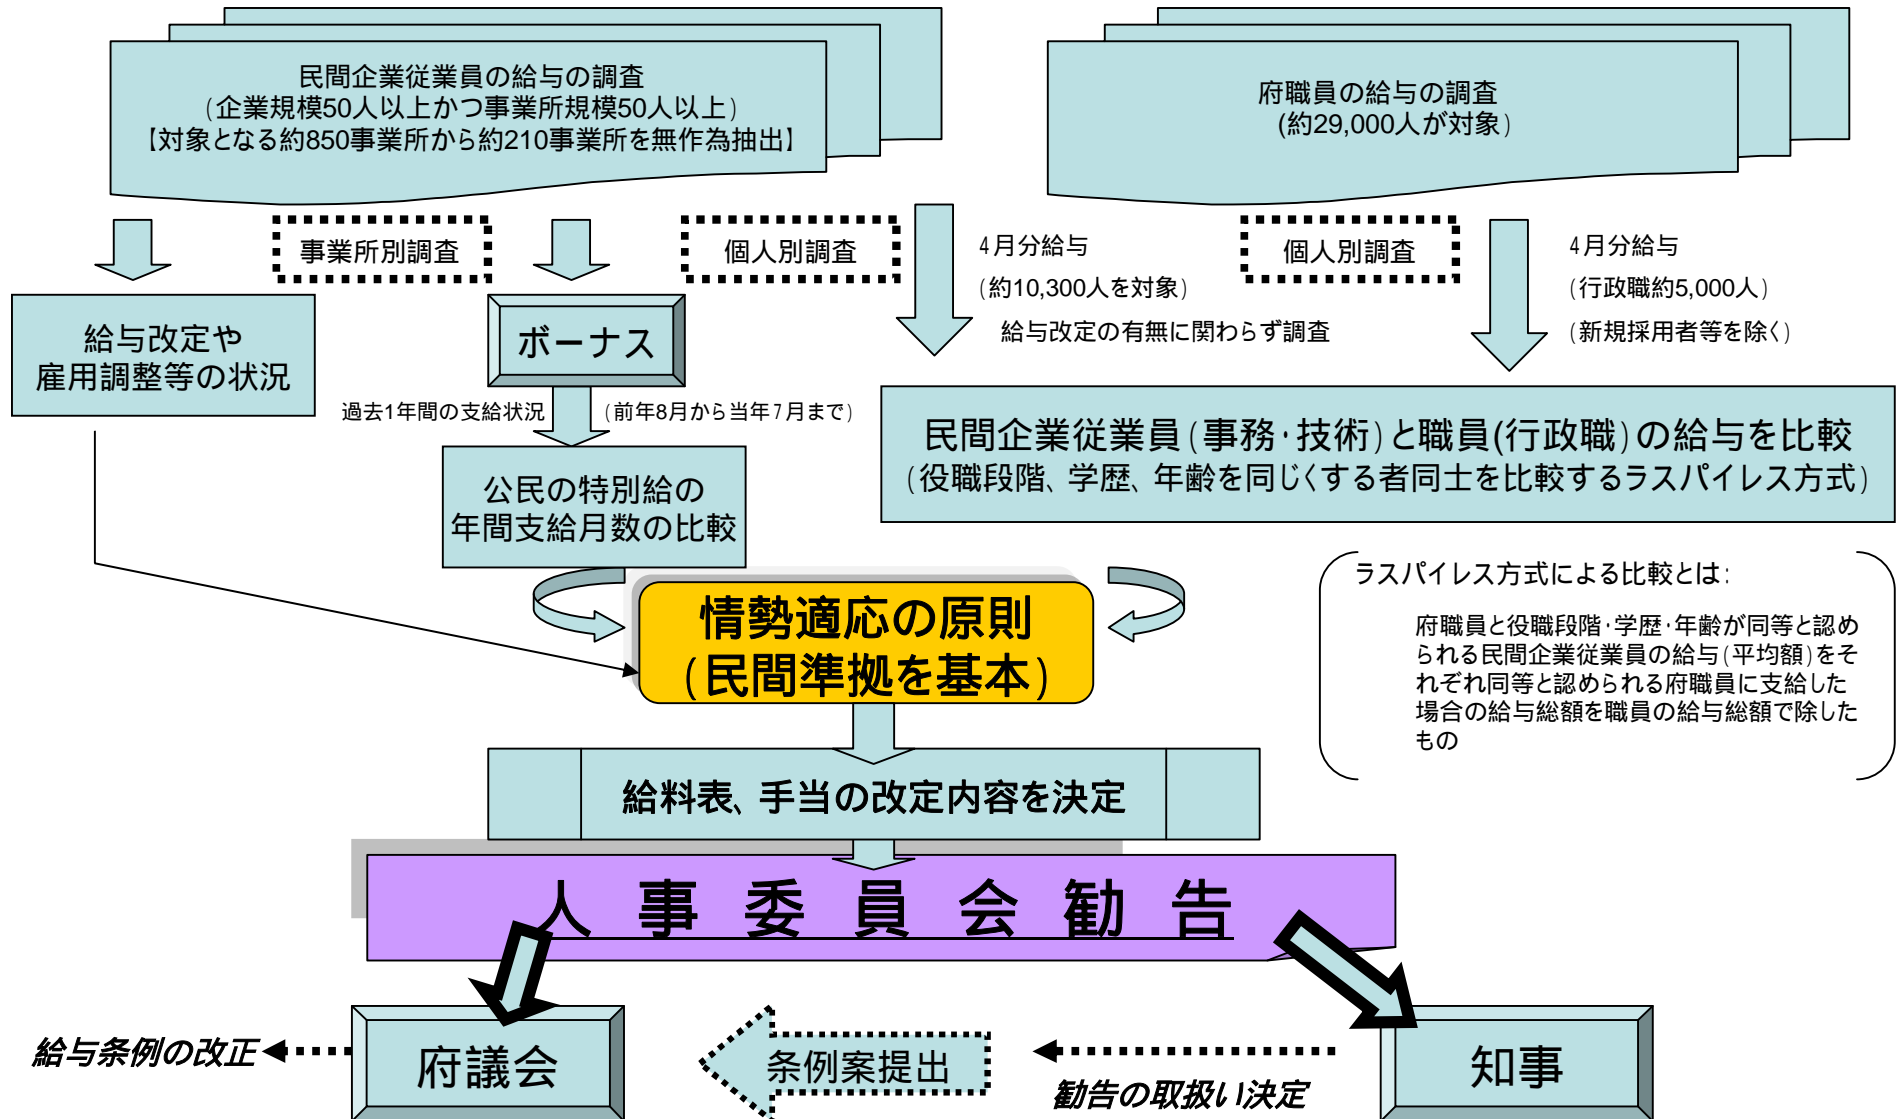 民間企業従業員の給与の調査
(企業規模50人以上かつ事業所規模50人以上)
【対象となる約850事業所から約210事業所を無作為抽出】
府職員の給与の調査
(約29,000人が対象)
事業所別調査
個人別調査
4月分給与
(約10,300人を対象)
給与改定の有無に関わらず調査
個人別調査
4月分給与
(行政職約5,000人)
(新規採用者等を除く)
給与改定や
雇用調整等の状況
ボーナス
過去1年間の支給状況
(前年8月から当年7月まで)
公民の特別給の
年間支給月数の比較
民間企業従業員(事務・技術)と職員(行政職)の給与を比較
(役職段階、学歴、年齢を同じくする者同士を比較するラスパイレス方式)
情勢適応の原則
(民間準拠を基本)
ラスパイレス方式による比較とは:
府職員と役職段階・学歴・年齢が同等と認め
られる民間企業従業員の給与(平均額)をそ
れぞれ同等と認められる府職員に支給した
場合の給与総額を職員の給与総額で除した
もの
給料表、手当の改定内容を決定
人事委員会勧告
給与条例の改正
府議会
条例案提出
勧告の取扱い決定
知事